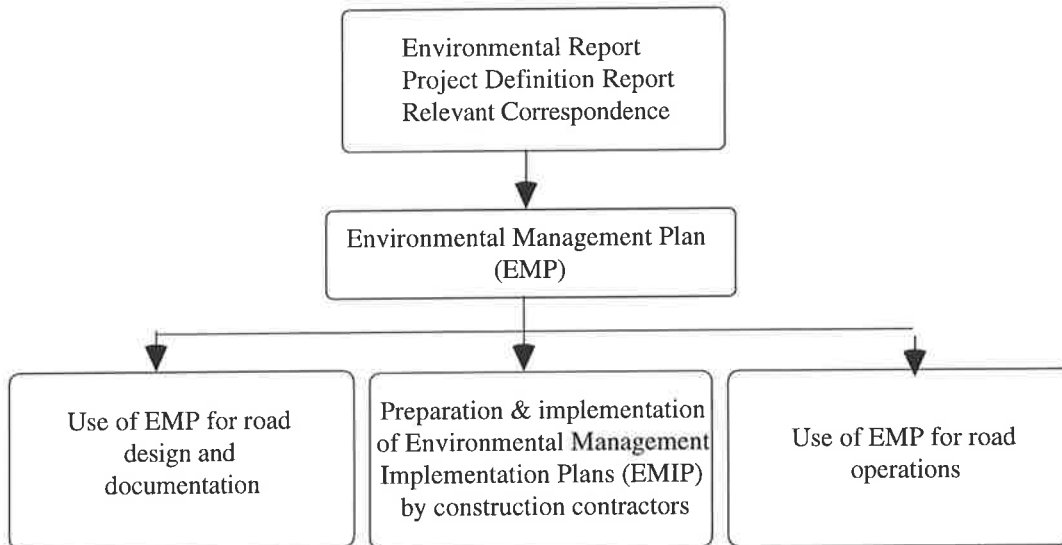 Environmental Report
Project Definition Report
Relevant Correspondence
Environmental Management Plan
(EMP)
Use of EMP for road
design and
documentation
Preparation & implementation
of Environmental Management
Implementation Plans (EMIP)
by construction contractors
Use of EMP for road
operations